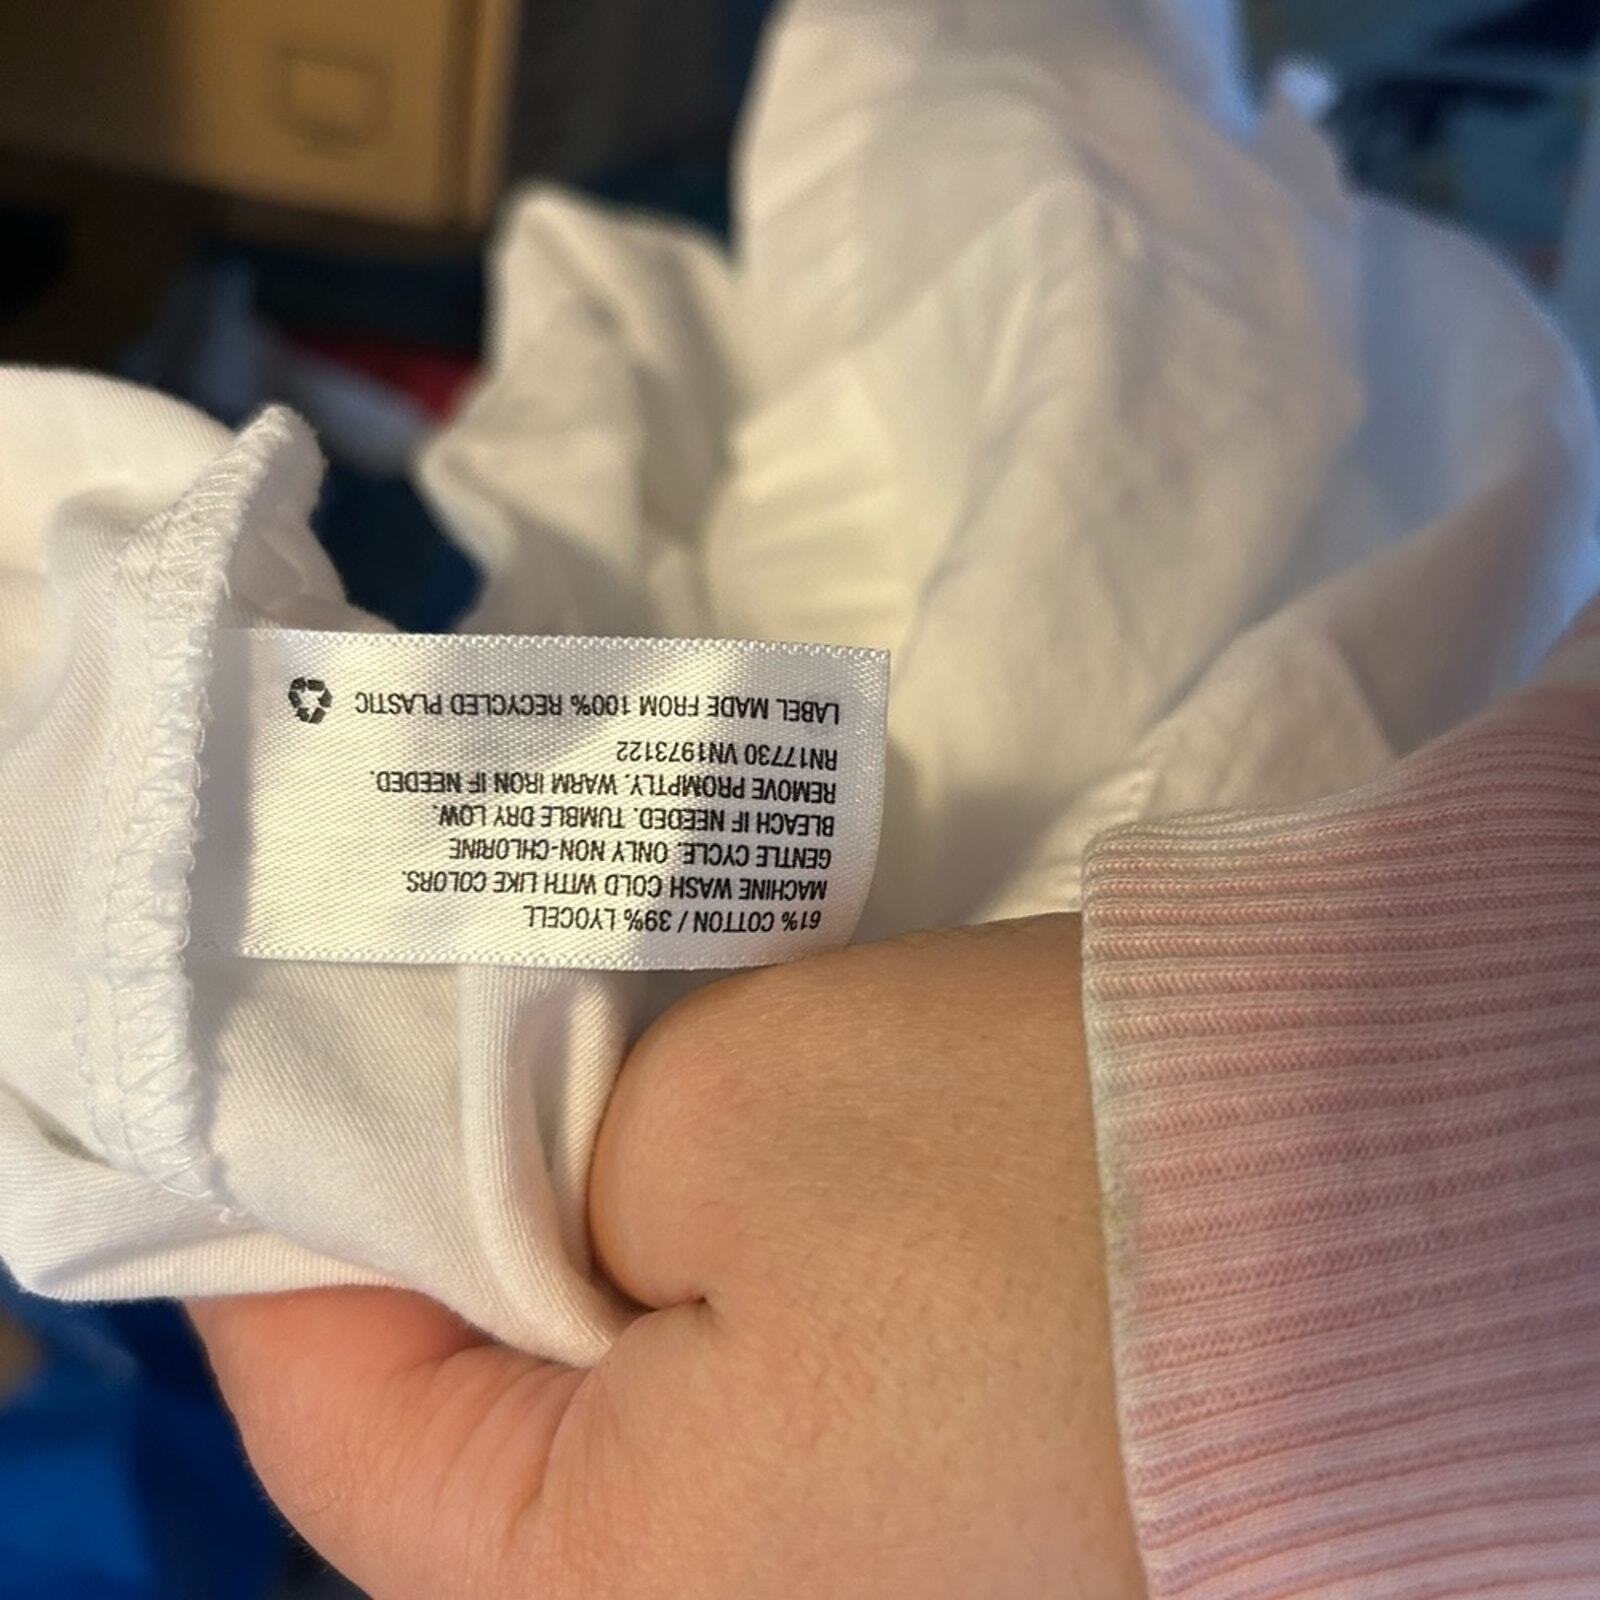 61% COTTON / 39% LYOCELL
MACHINE WASH COLD WITH LIKE COLORS.
GENTLE CYCLE. ONLY NON-CHLORINE
BLEACH IF NEEDED. TUMBLE DRY LOW.
REMOVE PROMPTLY. WARM IRON IF NEEDED.
RN17730 VN1973122
LABEL MADE FROM 100% RECYCLED PLASTIC